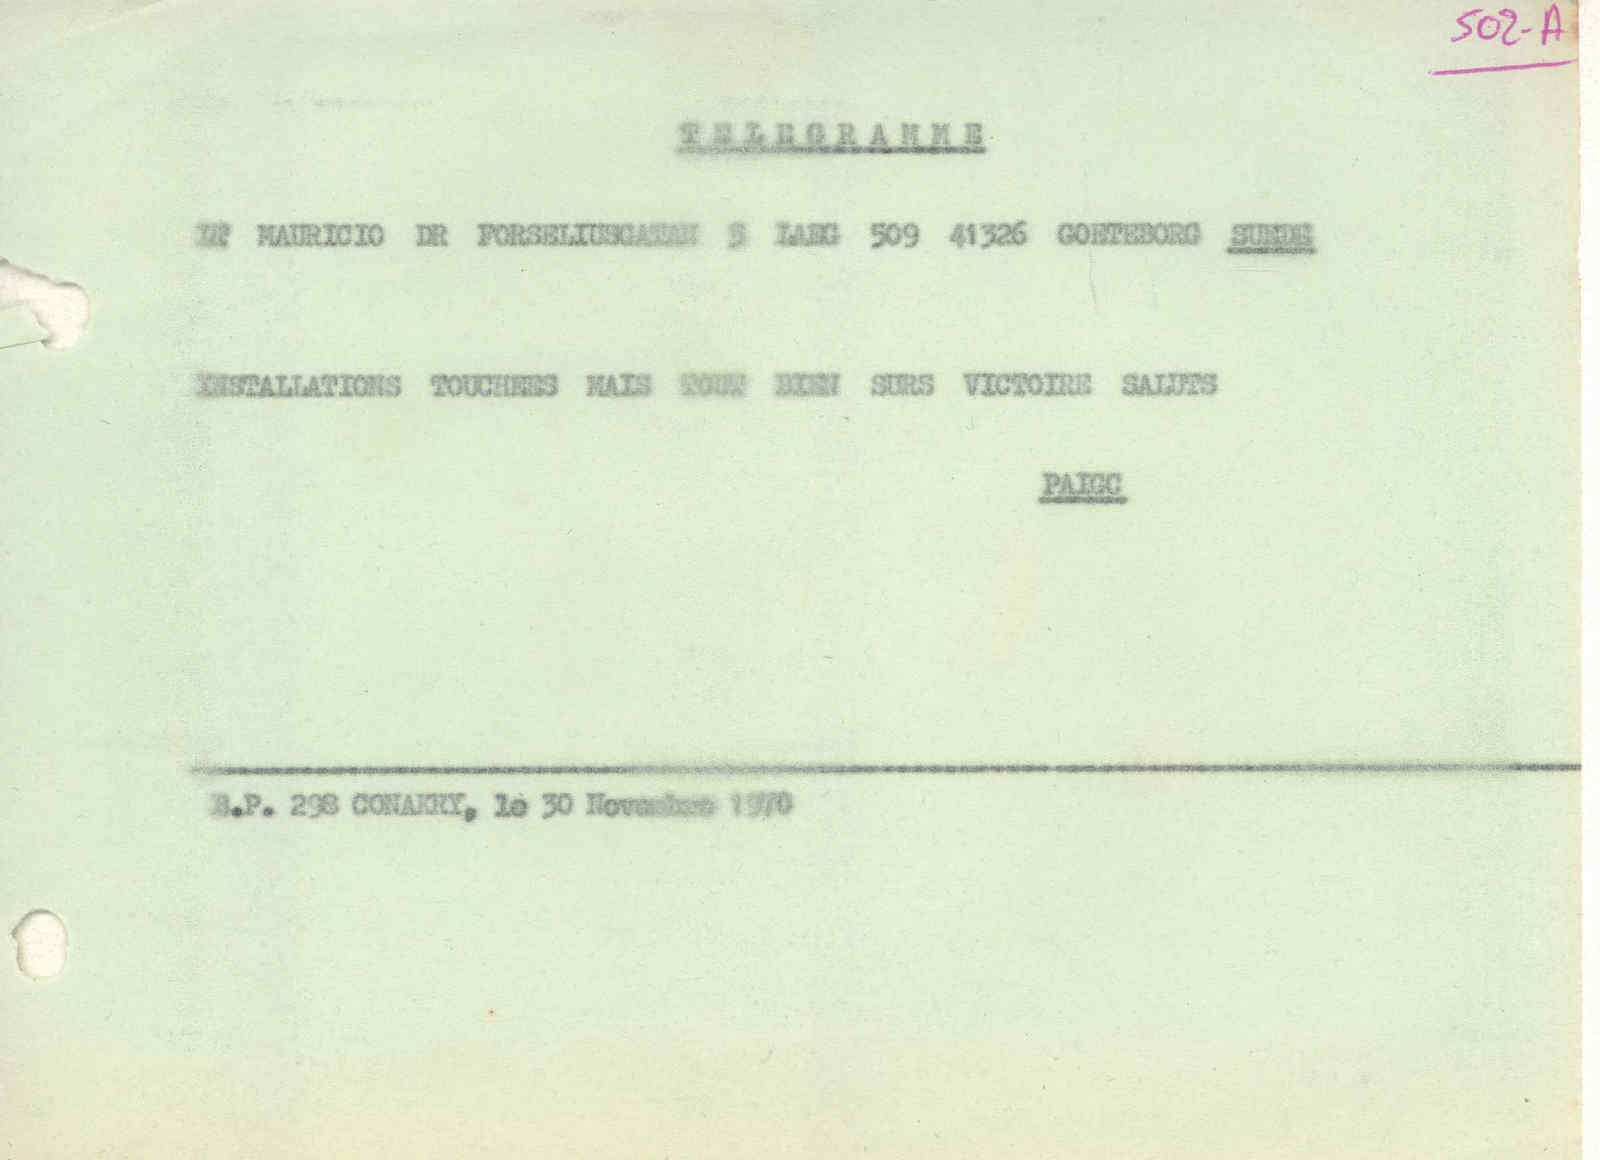 502-A
TELEGRAMME
LT MAURICIO DR FORSELIUSGATAN 5 LAEG 509 41326 GOETEBORG SUEDE
INSTALLATIONS TOUCHEES MAIS TOUT BIEN SURS VICTOIRE SALUTS
PAIGC
B.P. 298 CONAKRY, le 30 Novembre 1970